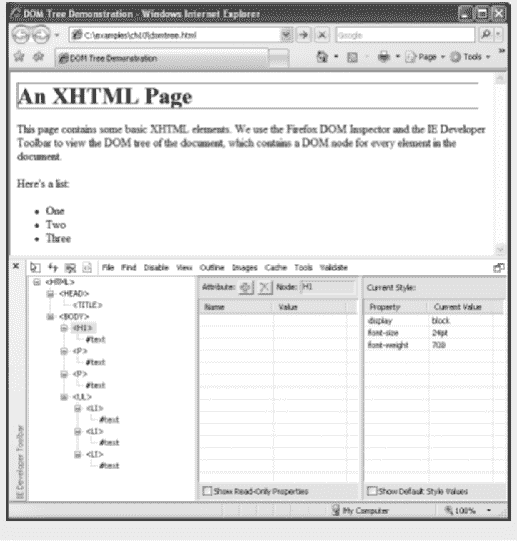 DOM Tree Demonstration - Windows Internet Explorer
C:\examples\ch10\domtree.html
Google
DOM Tree Demonstration
Page
Tools
An XHTML Page
This page contains some basic XHTML elements. We use the Firefox DOM Inspector and the IE Developer
Toolbar to view the DOM tree of the document, which contains a DOM node for every element in the
document.
Here's a list:
One
Two
Three
File Find Disable View Outline Images Cache Tools Validate
<HTML>
<HEAD>
<TITLE>
<BODY>
<H1>
#text
<P>
#text
<P>
#text
<UL>
<LI>
#text
<LI>
#text
<LI>
#text
Attribute: Node: H1
Name Value
Show Read-Only Properties
Current Style:
Property Current Value
display block
font-size 24pt
font-weight 700
Show Default Style Values
IE Developer Toolbar
My Computer 100%